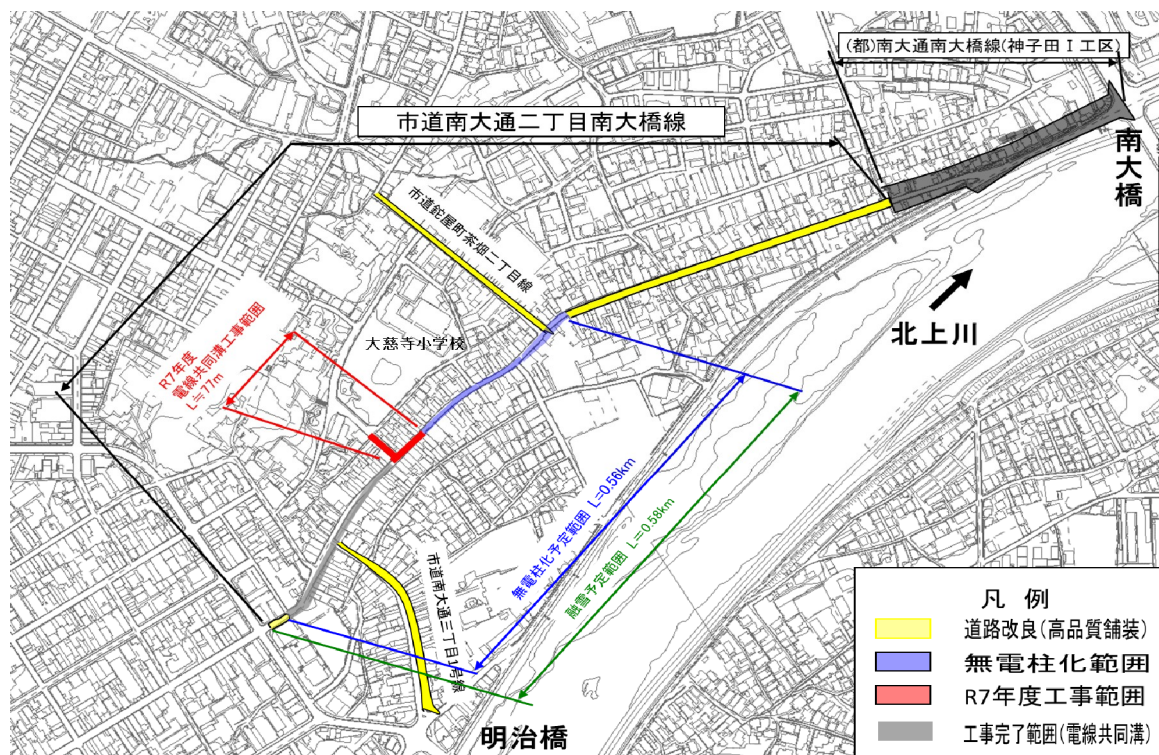 (都)南大通南大橋線(神子田Ⅰ工区)
市道南大通二丁目南大橋線
南大橋
市道鉈屋町茶畑二丁目線
北上川
大慈寺小学校
R7年度
電線共同溝工事範囲
L≒77m
無電柱化予定範囲 L=0.56km
融雪予定範囲 L=0.58km
市道南大通三丁目1号線
明治橋
凡 例
道路改良(高品質舗装)
無電柱化範囲
R7年度工事範囲
工事完了範囲(電線共同溝)